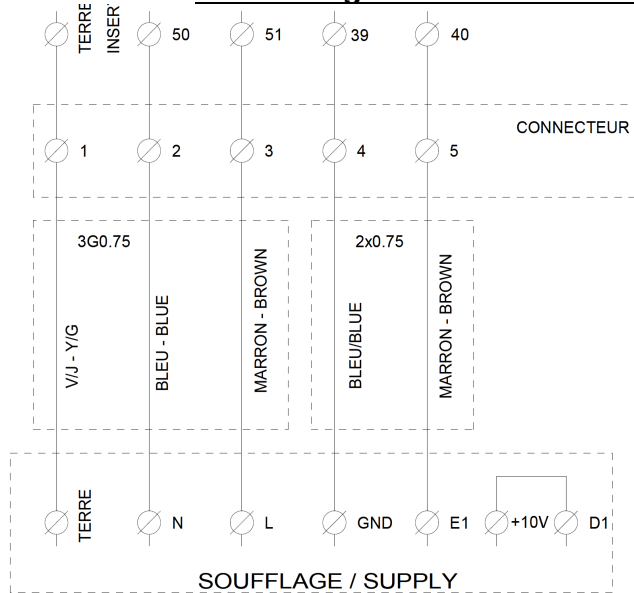 TERRE
50
51
39
40
CONNECTEUR
1
2
3
4
5
3G0.75
2x0.75
V/J - Y/G
BLEU - BLUE
MARRON - BROWN
BLEU/BLUE
MARRON - BROWN
TERRE
N
L
GND
E1
+10V
D1
SOUFFLAGE / SUPPLY